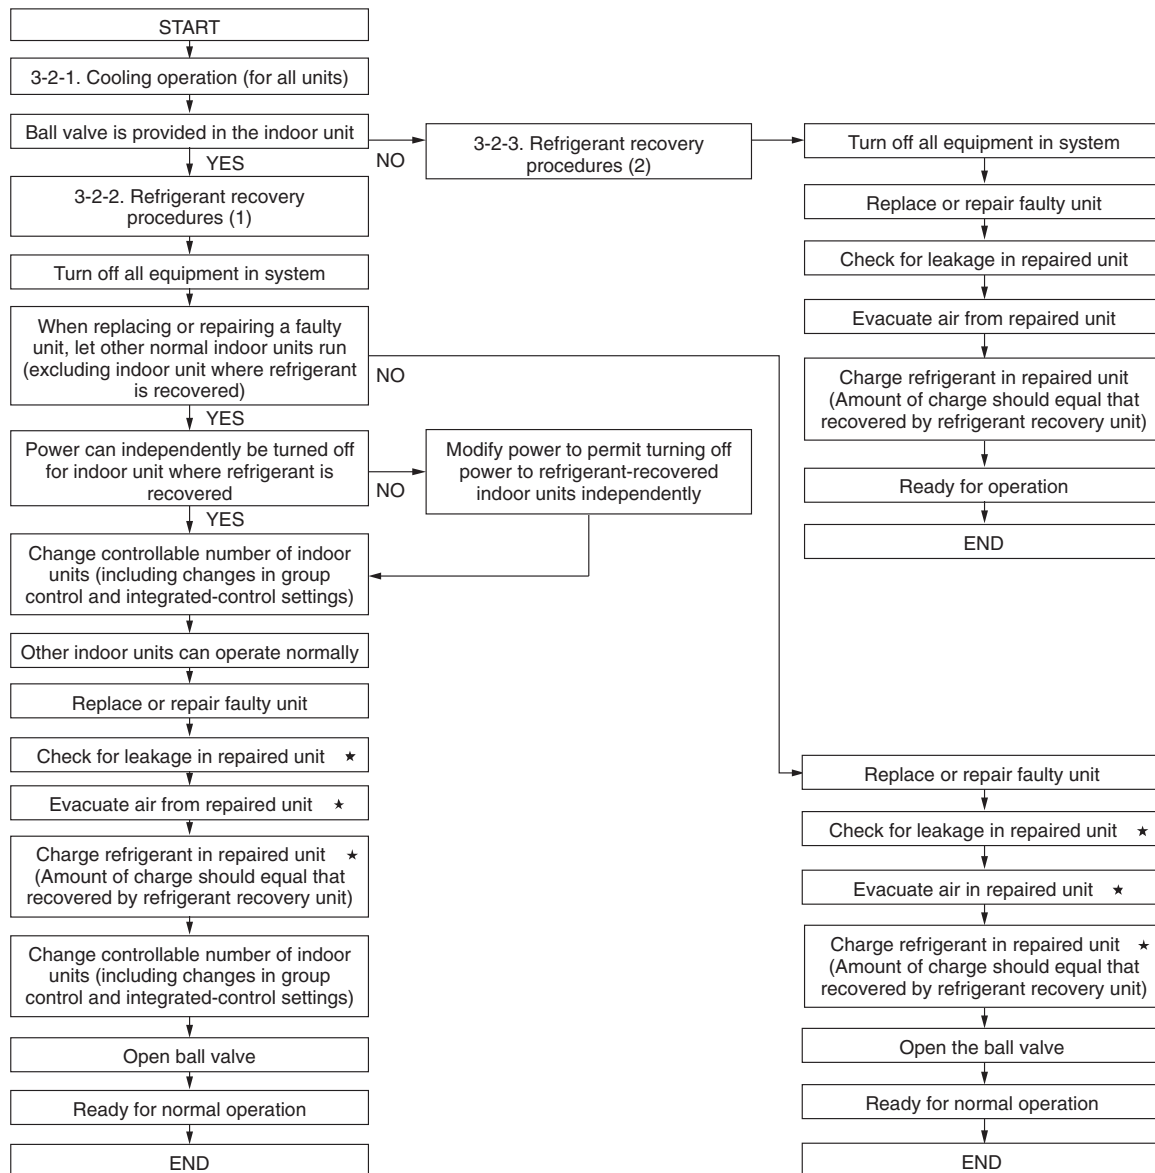 START
3-2-1. Cooling operation (for all units)
Ball valve is provided in the indoor unit
YES
NO
3-2-2. Refrigerant recovery
procedures (1)
Turn off all equipment in system
When replacing or repairing a faulty
unit, let other normal indoor units run
(excluding indoor unit where refrigerant
is recovered)
NO
YES
Power can independently be turned off
for indoor unit where refrigerant is
recovered
NO
YES
Change controllable number of indoor
units (including changes in group
control and integrated-control settings)
Other indoor units can operate normally
Replace or repair faulty unit
Check for leakage in repaired unit ★
Evacuate air from repaired unit ★
Charge refrigerant in repaired unit ★
(Amount of charge should equal that
recovered by refrigerant recovery unit)
Change controllable number of indoor
units (including changes in group
control and integrated-control settings)
Open ball valve
Ready for normal operation
END
3-2-3. Refrigerant recovery
procedures (2)
Modify power to permit turning off
power to refrigerant-recovered
indoor units independently
Turn off all equipment in system
Replace or repair faulty unit
Check for leakage in repaired unit
Evacuate air from repaired unit
Charge refrigerant in repaired unit
(Amount of charge should equal that
recovered by refrigerant recovery unit)
Ready for operation
END
Replace or repair faulty unit
Check for leakage in repaired unit ★
Evacuate air in repaired unit ★
Charge refrigerant in repaired unit ★
(Amount of charge should equal that
recovered by refrigerant recovery unit)
Open the ball valve
Ready for normal operation
END